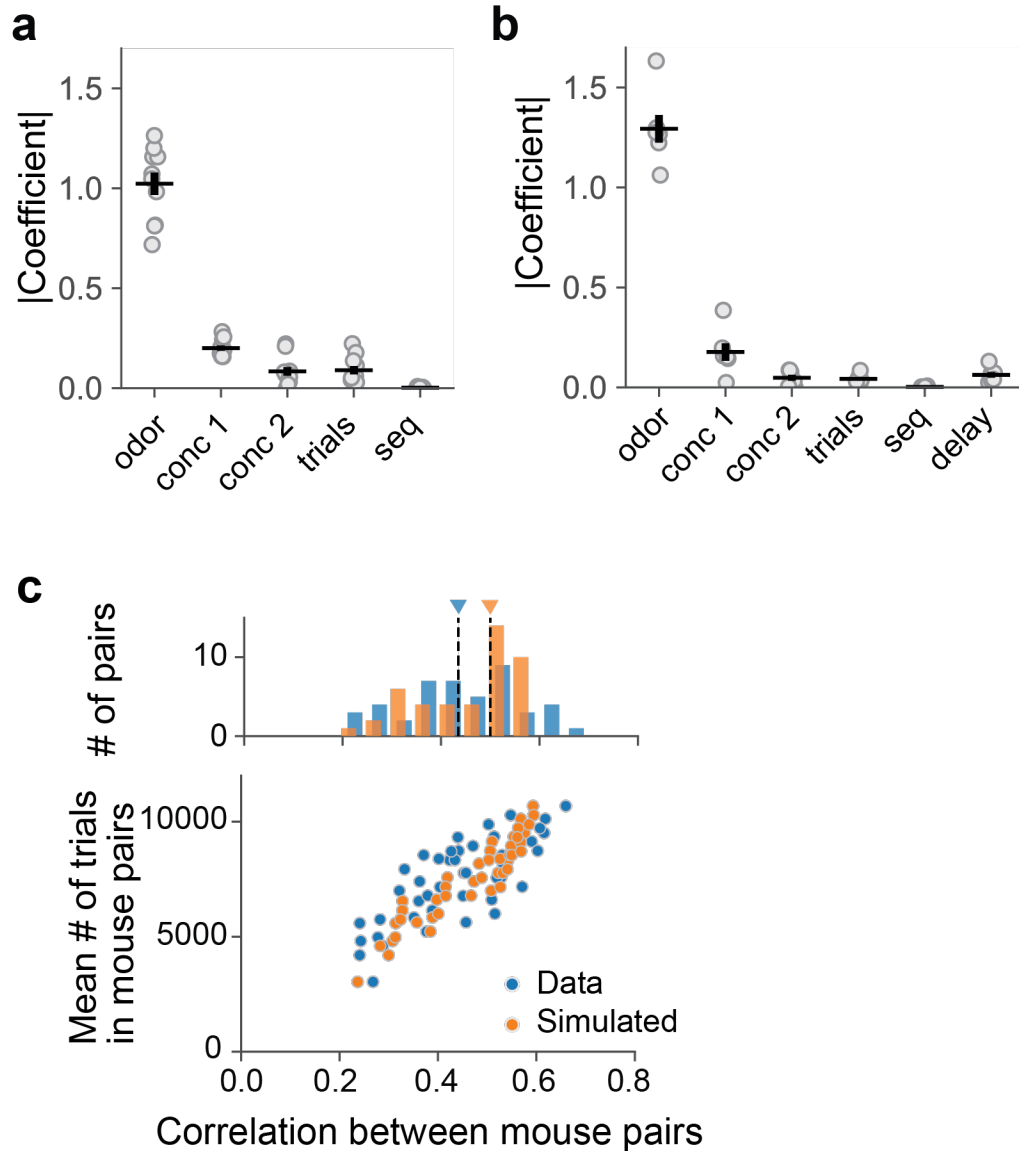 a
|Coefficient|
1.5
1.0
0.5
0.0
odor
conc 1
conc 2
trials
seq
b
|Coefficient|
1.5
1.0
0.5
0.0
odor
conc 1
conc 2
trials
seq
delay
c
# of pairs
10
0
Mean # of trials
in mouse pairs
10000
5000
0
Data
Simulated
0.0
0.2
0.4
0.6
0.8
Correlation between mouse pairs